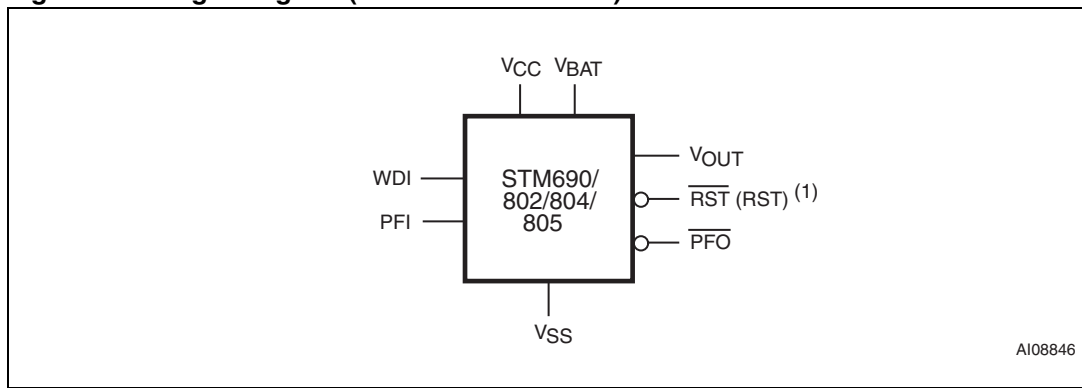 VCC VBAT
VOUT
WDI
STM690/
802/804/
805
RST (RST) (1)
PFI
PFO
VSS
AI08846